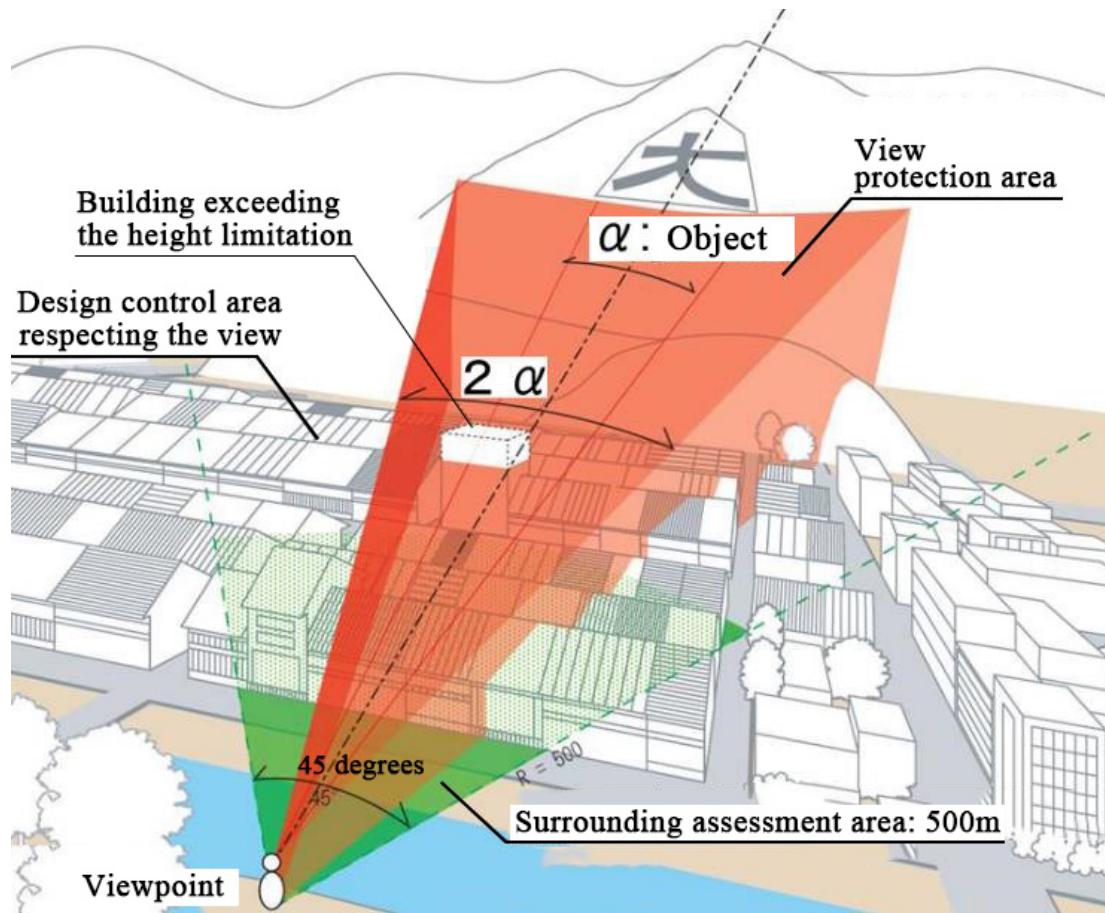 大
View
protection area
Building exceeding
the height limitation
α: Object
Design control area
respecting the view
2 α
45 degrees
45°
R = 500
Surrounding assessment area: 500m
Viewpoint